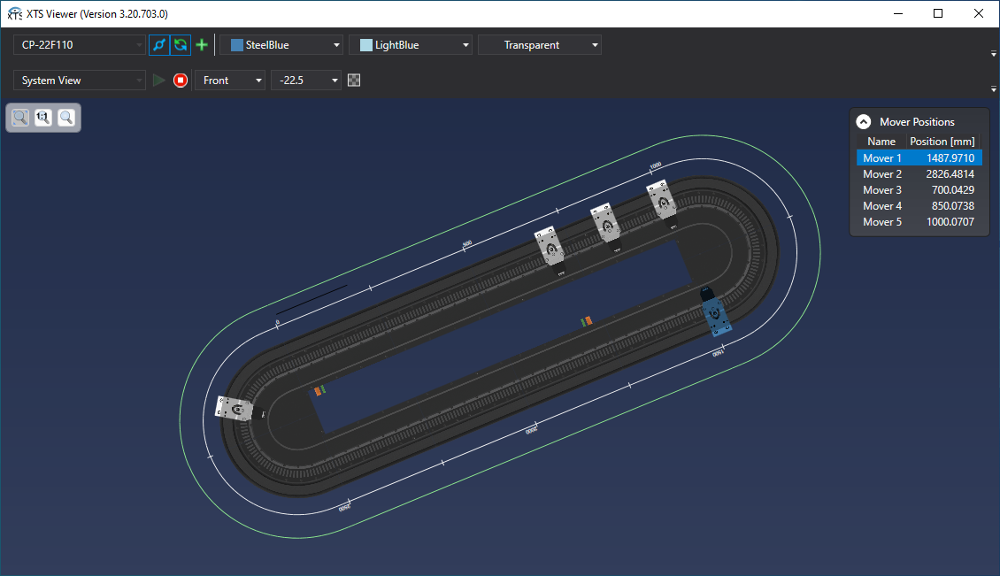 XTS Viewer (Version 3.20.703.0)
CP-22F110
SteelBlue
LightBlue
Transparent
System View
Front
-22.5
1:1
Mover Positions
Name Position [mm]
Mover 1 1487.9710
Mover 2 2826.4814
Mover 3 700.0429
Mover 4 850.0738
Mover 5 1000.0707
1000
500
0
1500
2000
2500